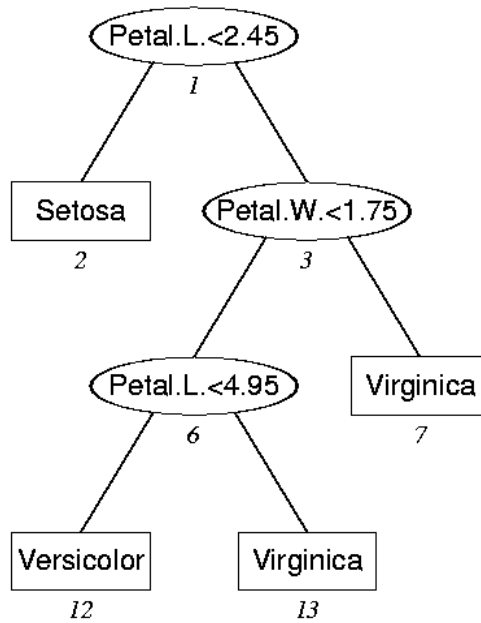 Petal.L.<2.45
1
Setosa
2
Petal.W.<1.75
3
Petal.L.<4.95
6
Virginica
7
Versicolor
12
Virginica
13